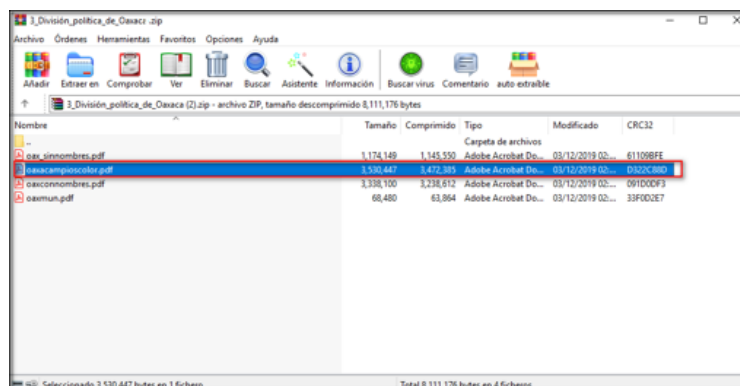 3_División_política_de_Oaxaca .zip
Archivo Órdenes Herramientas Favoritos Opciones Ayuda
Añadir Extraer en Comprobar Ver Eliminar Buscar Asistente Información Buscar virus Comentario auto extraíble
3_División_política_de_Oaxaca (2).zip - archivo ZIP, tamaño descomprimido 8,111,176 bytes
Nombre Tamaño Comprimido Tipo Modificado CRC32
.. Carpeta de archivos
oax_sinnombres.pdf 1,174,149 1,145,550 Adobe Acrobat Do... 03/12/2019 02:... 61109BFE
oaxacampioscolor.pdf 3,530,447 3,472,385 Adobe Acrobat Do... 03/12/2019 02:... D322C88D
oaxconnombres.pdf 3,338,100 3,238,612 Adobe Acrobat Do... 03/12/2019 02:... 091D0DF3
oaxmun.pdf 68,480 63,864 Adobe Acrobat Do... 03/12/2019 02:... 33F0D2E7
Seleccionado 3,530,447 bytes en 1 fichero Total 8,111,176 bytes en 4 ficheros